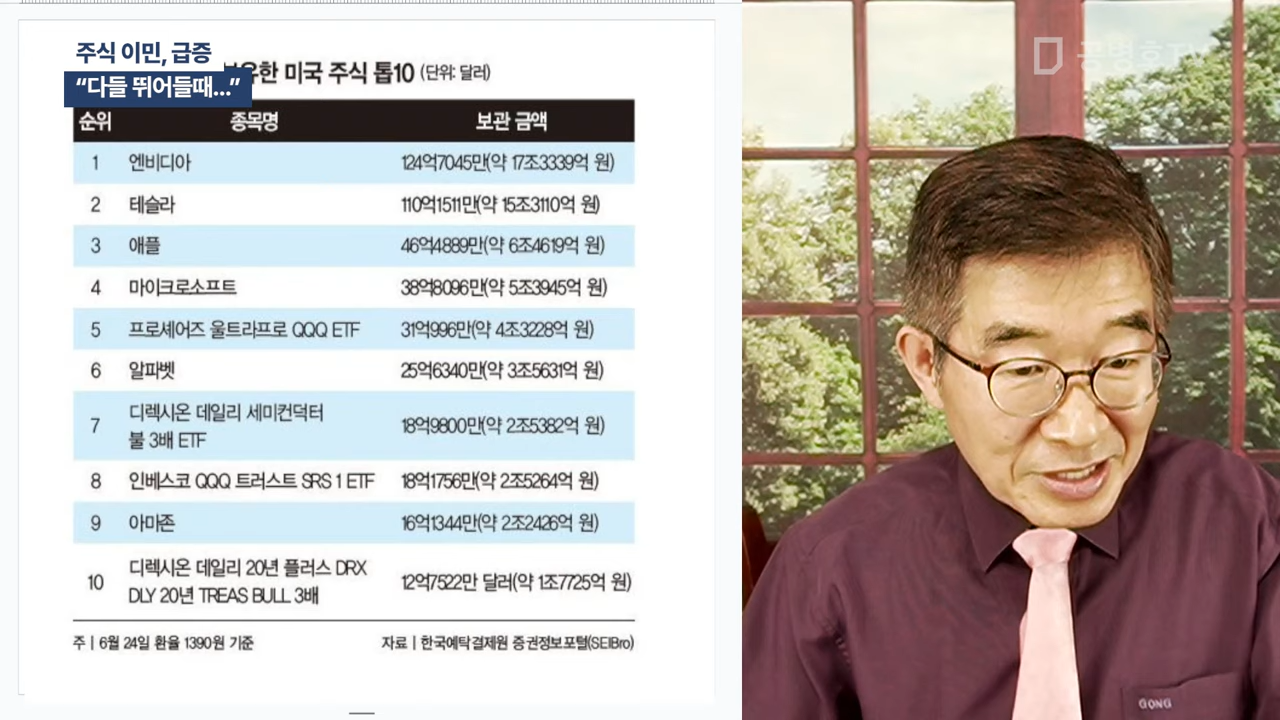 주식 이민, 급증
“다들 뛰어들때...”
보유한 미국 주식 톱10 (단위: 달러)
순위 종목명 보관 금액
1 엔비디아 124억7045만(약 17조3339억 원)
2 테슬라 110억1511만(약 15조3110억 원)
3 애플 46억4889만(약 6조4619억 원)
4 마이크로소프트 38억8096만(약 5조3945억 원)
5 프로셰어즈 울트라프로 QQQ ETF 31억996만(약 4조3228억 원)
6 알파벳 25억6340만(약 3조5631억 원)
7 디렉시온 데일리 세미컨덕터
불 3배 ETF 18억9800만(약 2조5382억 원)
8 인베스코 QQQ 트러스트 SRS 1 ETF 18억1756만(약 2조5264억 원)
9 아마존 16억1344만(약 2조2426억 원)
10 디렉시온 데일리 20년 플러스 DRX
DLY 20년 TREAS BULL 3배 12억7522만 달러(약 1조7725억 원)
주 | 6월 24일 환율 1390원 기준
자료 | 한국예탁결제원 증권정보포털(SEIBro)
공병호TV
GONG